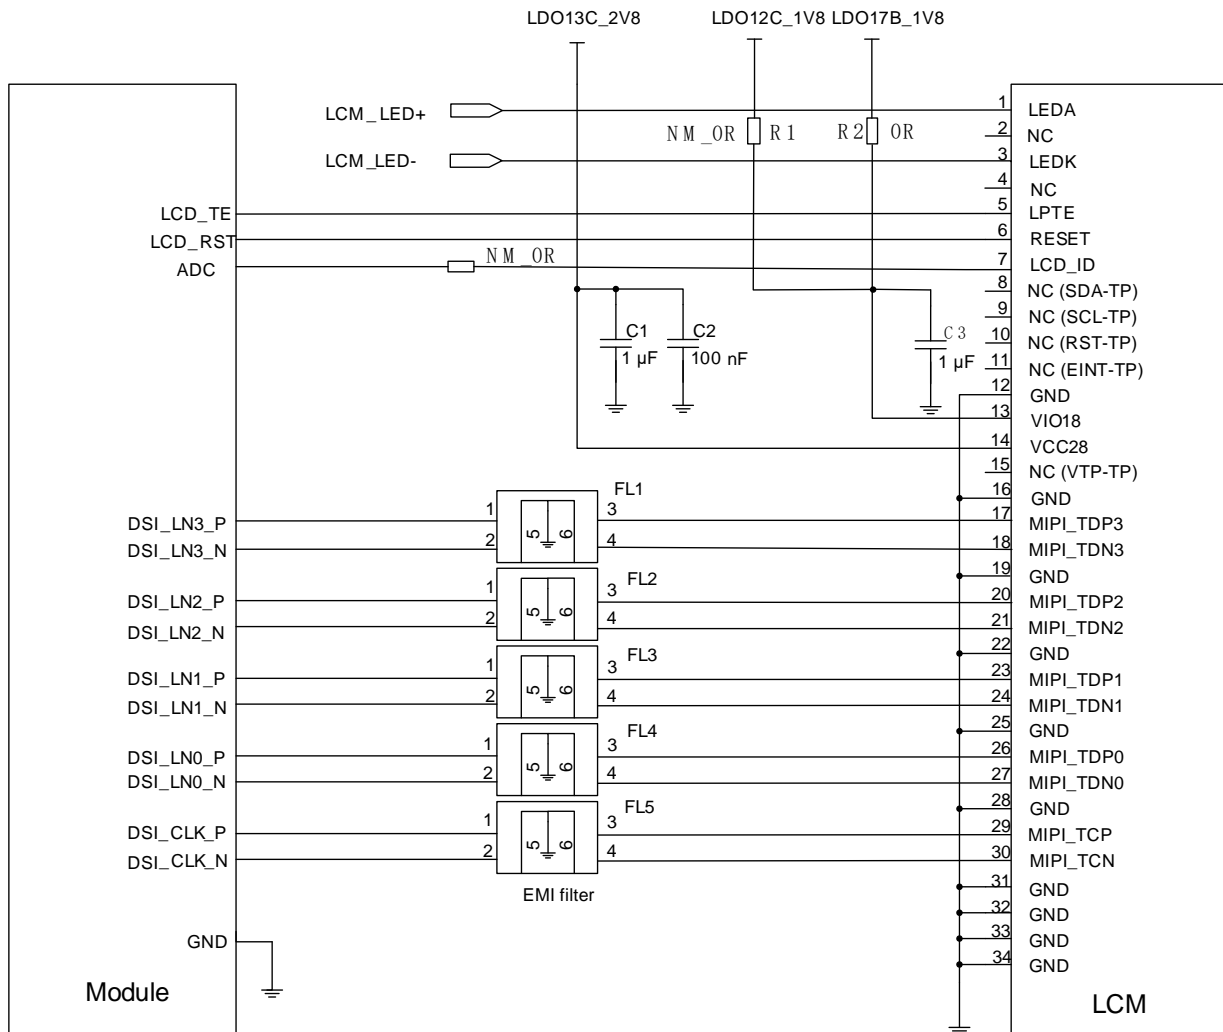 LDO13C_2V8 LDO12C_1V8 LDO17B_1V8
LCM_LED+ 1 LEDA
NM_0R R1 R2 0R 2 NC
LCM_LED- 3 LEDK
4 NC
LCD_TE 5 LPTE
LCD_RST 6 RESET
ADC NM_0R 7 LCD_ID
8 NC (SDA-TP)
9 NC (SCL-TP)
C1 C2 C3 10 NC (RST-TP)
1 µF 100 nF 1 µF 11 NC (EINT-TP)
12 GND
13 VIO18
14 VCC28
15 NC (VTP-TP)
FL1 16 GND
DSI_LN3_P 1 5 6 3 17 MIPI_TDP3
DSI_LN3_N 2 4 18 MIPI_TDN3
FL2 19 GND
DSI_LN2_P 1 5 6 3 20 MIPI_TDP2
DSI_LN2_N 2 4 21 MIPI_TDN2
FL3 22 GND
DSI_LN1_P 1 5 6 3 23 MIPI_TDP1
DSI_LN1_N 2 4 24 MIPI_TDN1
FL4 25 GND
DSI_LN0_P 1 5 6 3 26 MIPI_TDP0
DSI_LN0_N 2 4 27 MIPI_TDN0
FL5 28 GND
DSI_CLK_P 1 5 6 3 29 MIPI_TCP
DSI_CLK_N 2 4 30 MIPI_TCN
EMI filter 31 GND
32 GND
GND 33 GND
34 GND
Module LCM